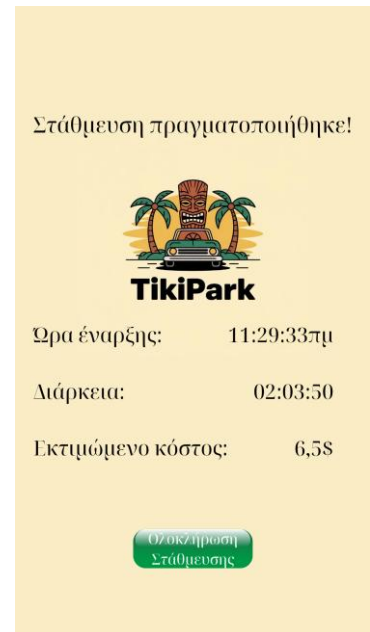 Στάθμευση πραγματοποιήθηκε!
TikiPark
Ώρα έναρξης: 11:29:33πμ
Διάρκεια: 02:03:50
Εκτιμώμενο κόστος: 6,5$
Ολοκλήρωση
Στάθμευσης